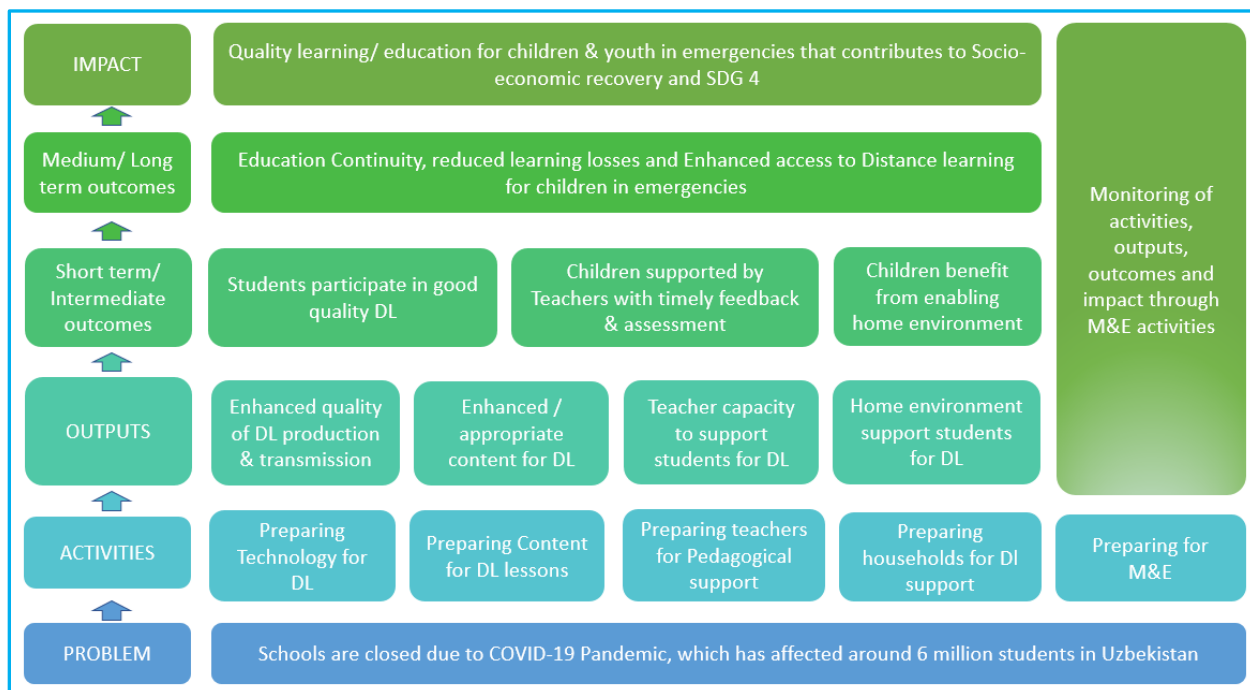 IMPACT
Quality learning/ education for children & youth in emergencies that contributes to Socio-
economic recovery and SDG 4
Medium/ Long
term outcomes
Education Continuity, reduced learning losses and Enhanced access to Distance learning
for children in emergencies
Monitoring of
activities,
outputs,
outcomes and
impact through
M&E activities
Short term/
Intermediate
outcomes
Students participate in good
quality DL
Children supported by
Teachers with timely feedback
& assessment
Children benefit
from enabling
home environment
OUTPUTS
Enhanced quality
of DL production
& transmission
Enhanced /
appropriate
content for DL
Teacher capacity
to support
students for DL
Home environment
support students
for DL
ACTIVITIES
Preparing
Technology for
DL
Preparing Content
for DL lessons
Preparing teachers
for Pedagogical
support
Preparing
households for Dl
support
Preparing for
M&E
PROBLEM
Schools are closed due to COVID-19 Pandemic, which has affected around 6 million students in Uzbekistan